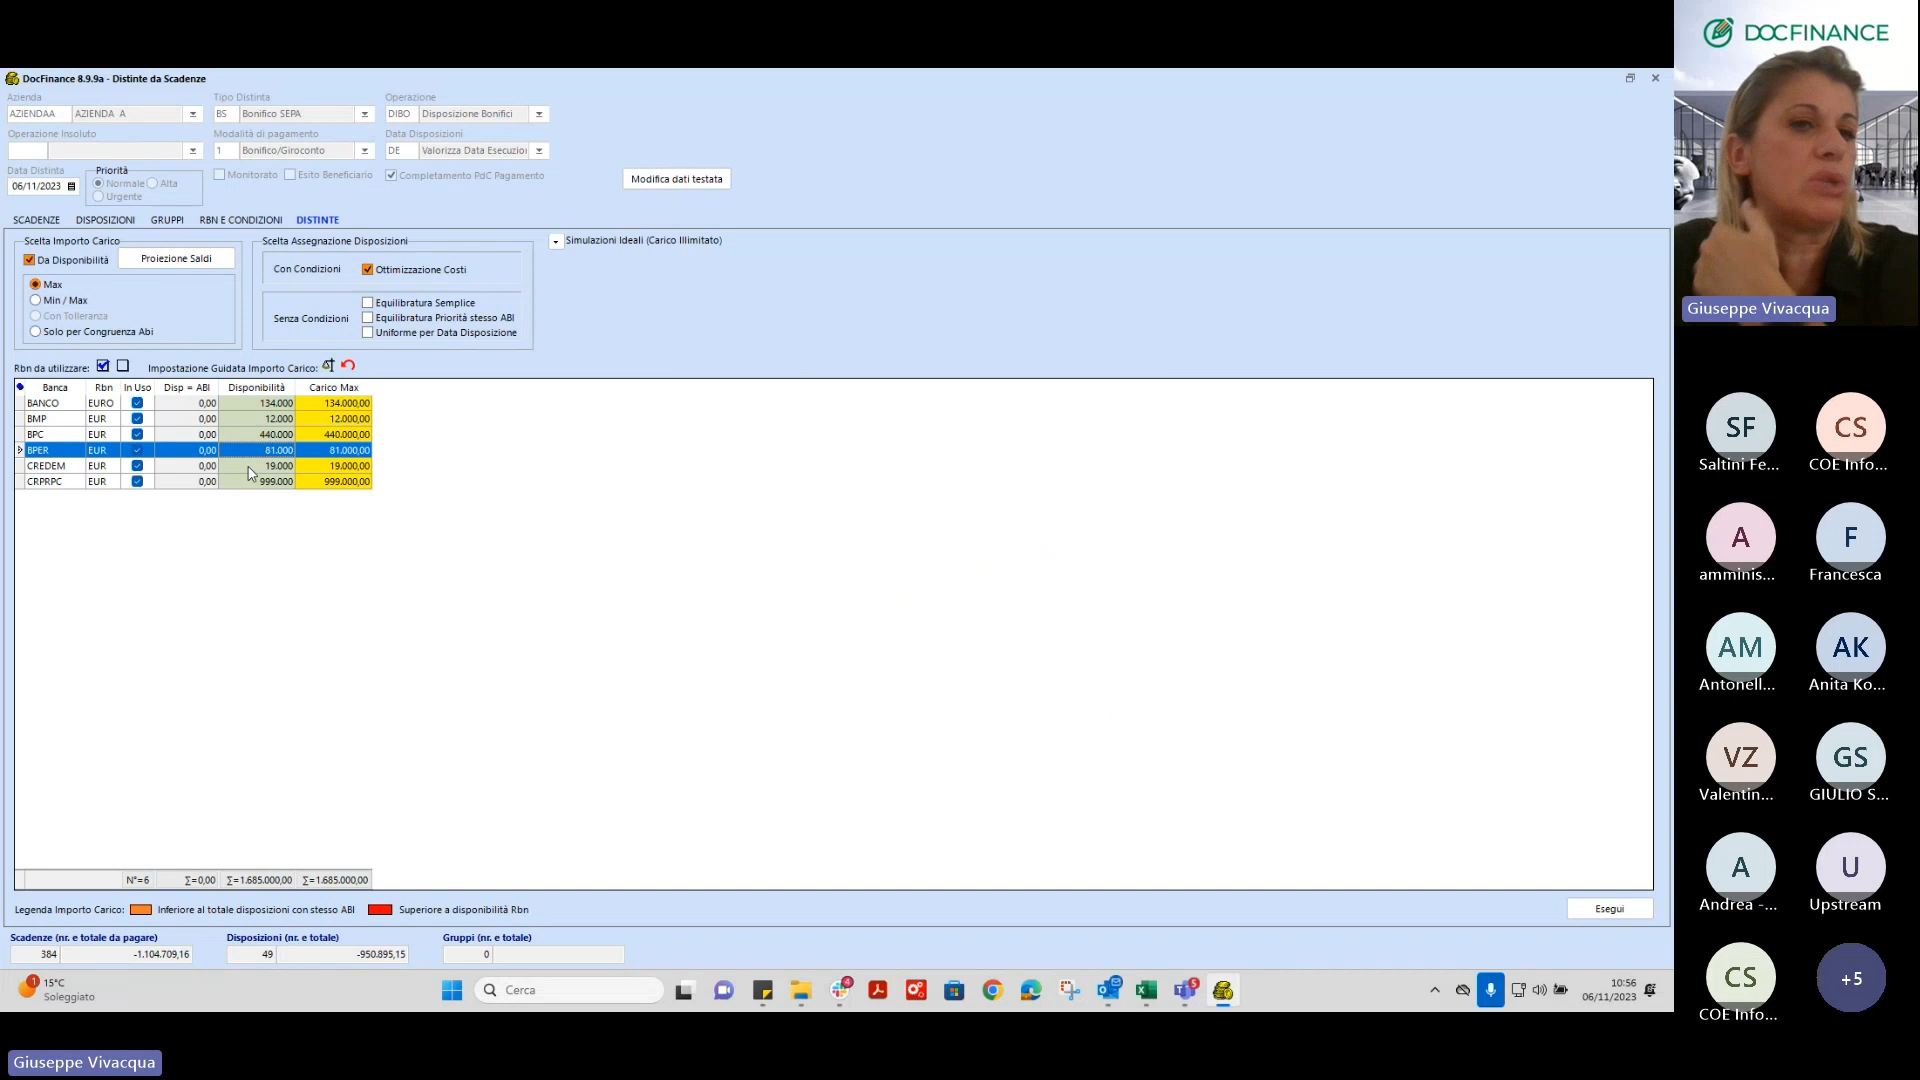 DOCFINANCE
DocFinance 8.9.9a - Distinte da Scadenze
Azienda Tipo Distinta Operazione
AZIENDAA AZIENDA A BS Bonifico SEPA DIBO Disposizione Bonifici
Operazione Insoluto Modalità di pagamento Data Disposizioni
1 Bonifico/Giroconto DE Valorizza Data Esecuzion
Data Distinta Priorità
06/11/2023 Normale Alta Monitorato Esito Beneficiario Completamento PdC Pagamento Modifica dati testata
Urgente
SCADENZE DISPOSIZIONI GRUPPI RBN E CONDIZIONI DISTINTE
Scelta Importo Carico Scelta Assegnazione Disposizioni Simulazioni Ideali (Carico Illimitato)
Da Disponibilità Proiezione Saldi Con Condizioni Ottimizzazione Costi
Max
Min / Max Equilibratura Semplice
Con Tolleranza Senza Condizioni Equilibratura Priorità stesso ABI
Solo per Congruenza Abi Uniforme per Data Disposizione
Rbn da utilizzare: Impostazione Guidata Importo Carico:
Banca Rbn In Uso Disp = ABI Disponibilità Carico Max
BANCO EURO 0,00 134.000 134.000,00
BMP EUR 0,00 12.000 12.000,00
BPC EUR 0,00 440.000 440.000,00
BPER EUR 0,00 81.000 81.000,00
CREDEM EUR 0,00 19.000 19.000,00
CRPRPC EUR 0,00 999.000 999.000,00
N°=6 Σ=0,00 Σ=1.685.000,00 Σ=1.685.000,00
Legenda Importo Carico: Inferiore al totale disposizioni con stesso ABI Superiore a disponibilità Rbn Esegui
Scadenze (nr. e totale da pagare) Disposizioni (nr. e totale) Gruppi (nr. e totale)
384 -1.104.709,16 49 -950.895,15 0
1 15°C
Soleggiato
Cerca
4
5
10:56
06/11/2023
Giuseppe Vivacqua
Giuseppe Vivacqua
SF CS
Saltini Fe... COE Info...
A F
amminis... Francesca
AM AK
Antonell... Anita Ko...
VZ GS
Valentin... GIULIO S...
A U
Andrea -... Upstream
CS +5
COE Info...